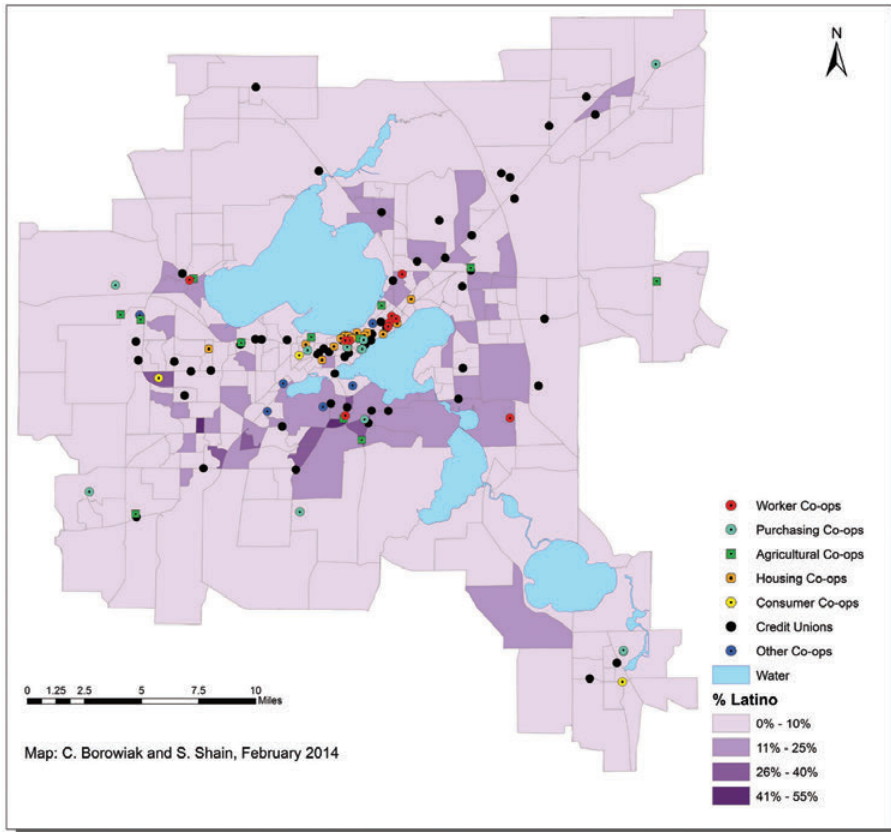 N
Worker Co-ops
Purchasing Co-ops
Agricultural Co-ops
Housing Co-ops
Consumer Co-ops
Credit Unions
Other Co-ops
Water
% Latino
0% - 10%
11% - 25%
26% - 40%
41% - 55%
0 1.25 2.5 5 7.5 10
Miles
Map: C. Borowiak and S. Shain, February 2014